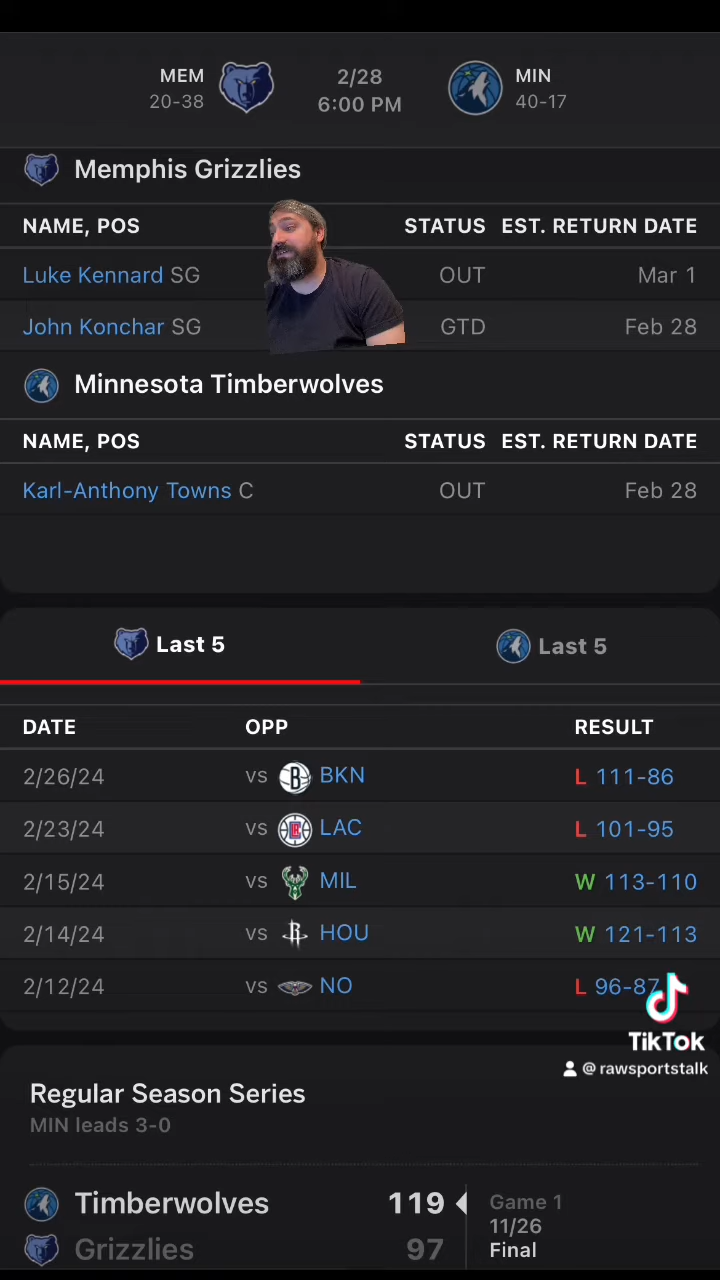 MEM 2/28 MIN
20-38 6:00 PM 40-17
Memphis Grizzlies
NAME, POS STATUS EST. RETURN DATE
Luke Kennard SG OUT Mar 1
John Konchar SG GTD Feb 28
Minnesota Timberwolves
NAME, POS STATUS EST. RETURN DATE
Karl-Anthony Towns C OUT Feb 28
Last 5 Last 5
DATE OPP RESULT
2/26/24 vs BKN L 111-86
2/23/24 vs LAC L 101-95
2/15/24 vs MIL W 113-110
2/14/24 vs HOU W 121-113
2/12/24 vs NO L 96-87
TikTok
@rawsportstalk
Regular Season Series
MIN leads 3-0
Timberwolves 119 Game 1
11/26
Grizzlies 97 Final